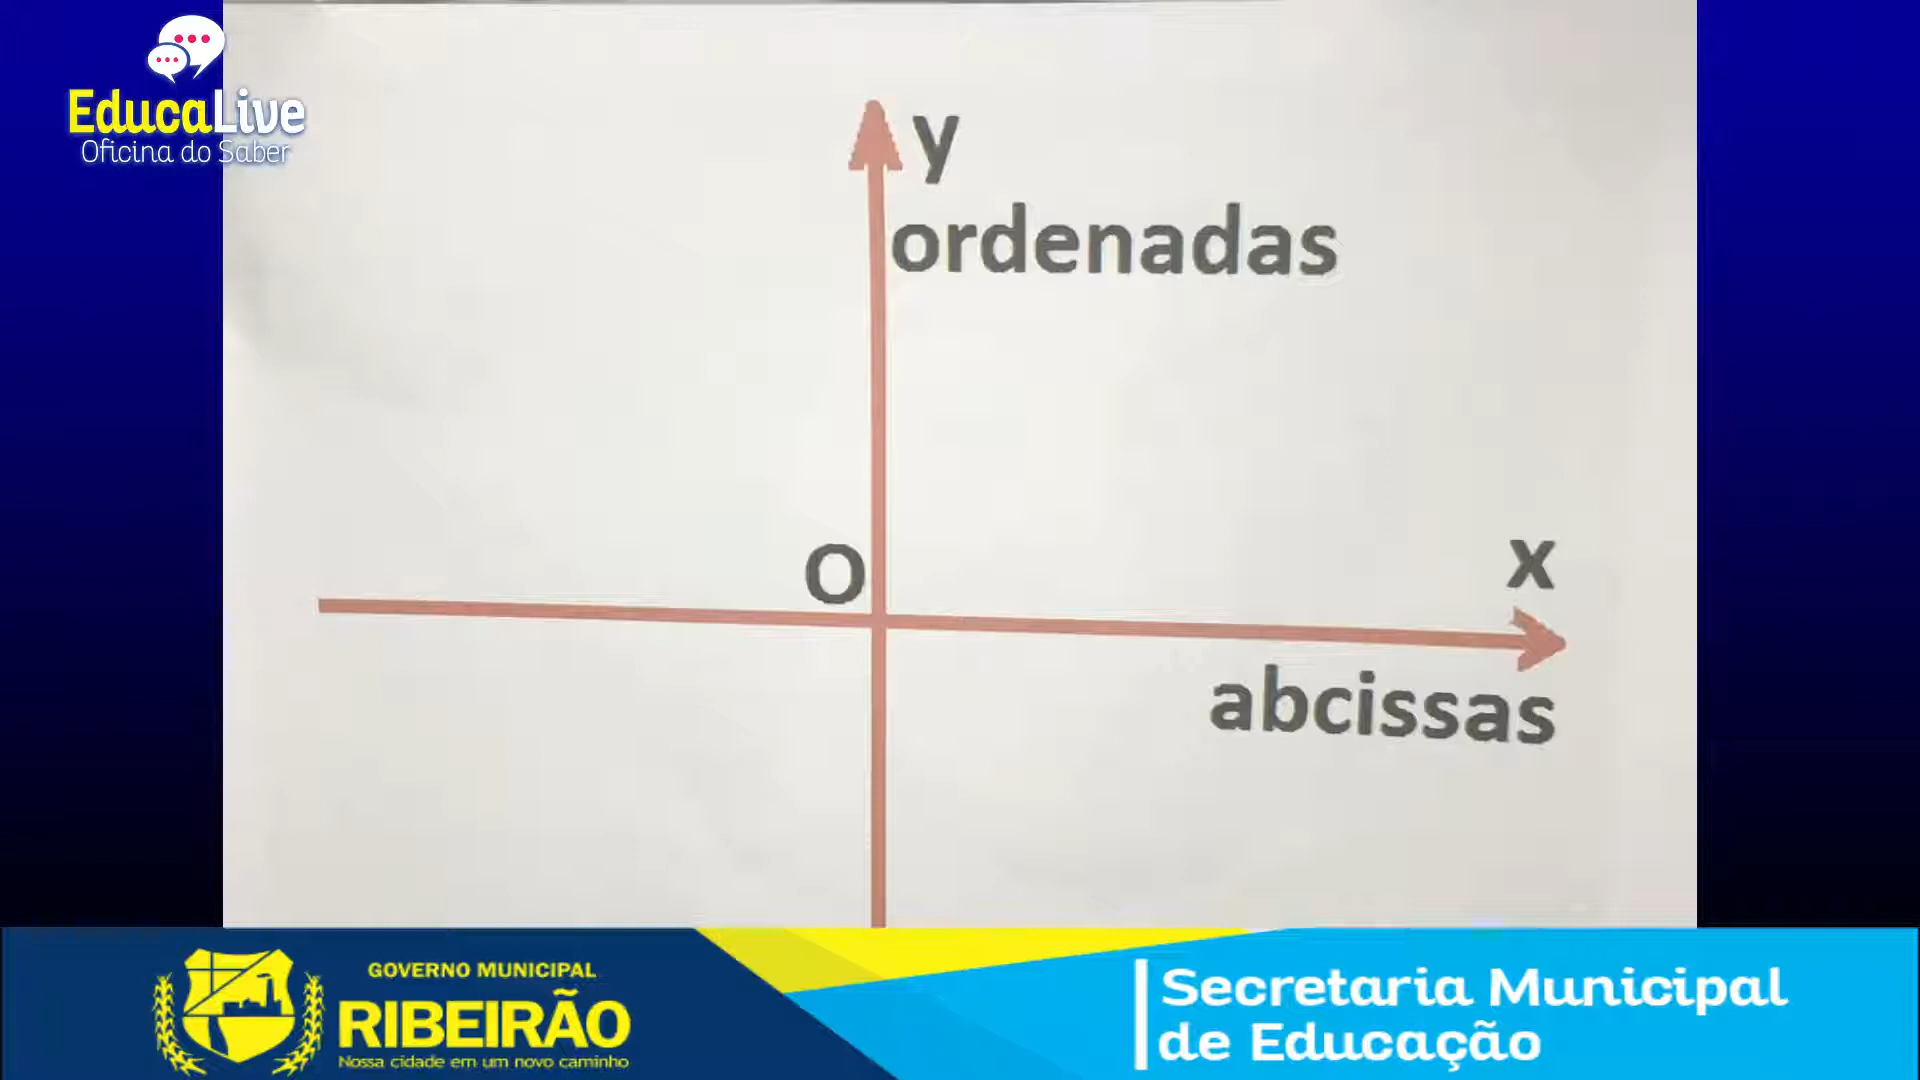 EducaLive
Oficina do Saber
y
ordenadas
O
x
abcissas
GOVERNO MUNICIPAL
RIBEIRÃO
Nossa cidade em um novo caminho
Secretaria Municipal
de Educação